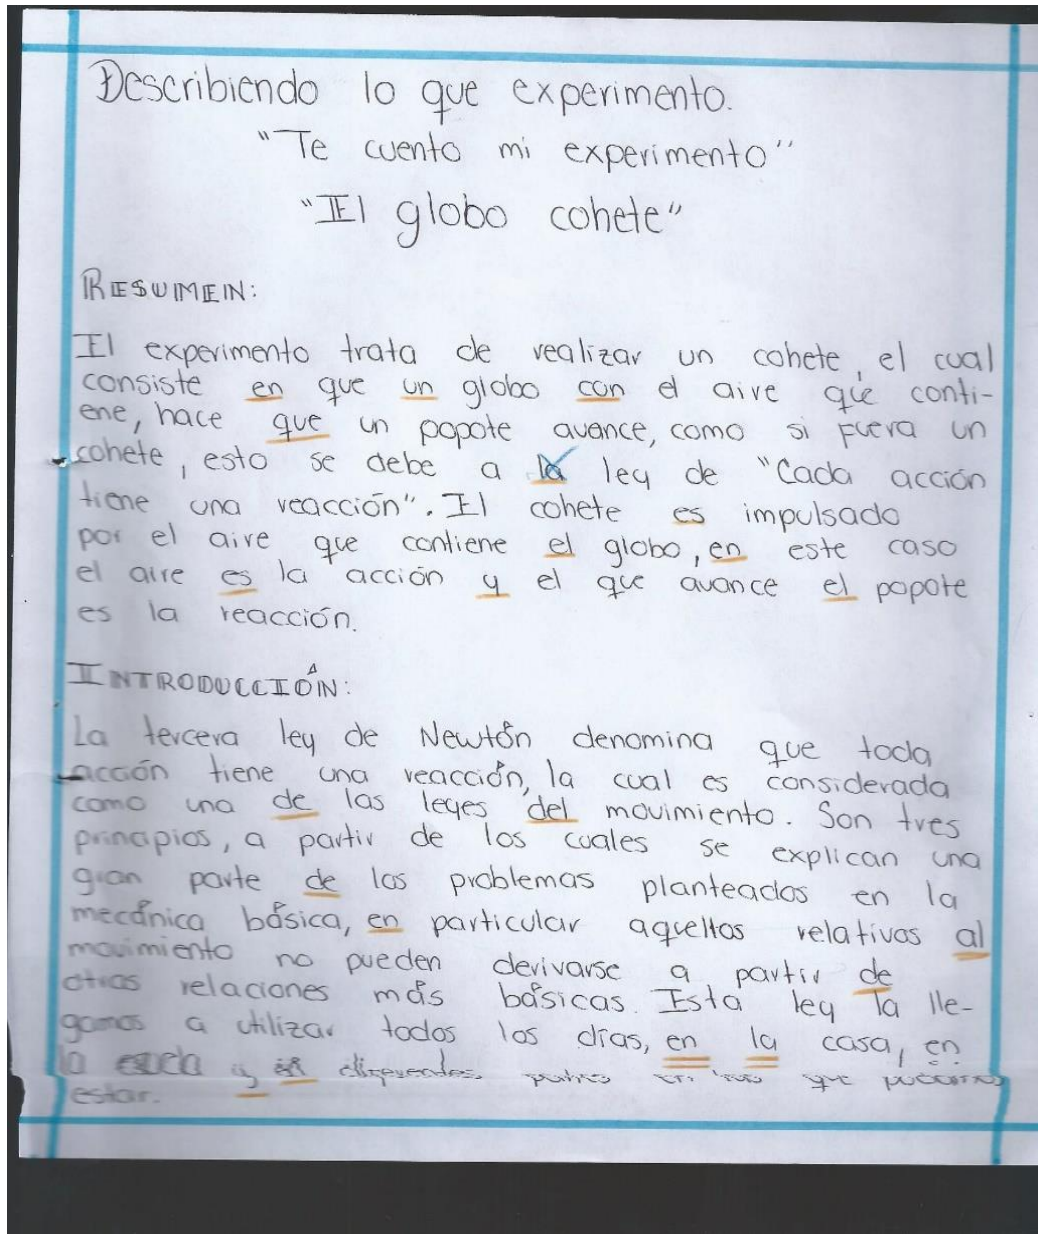 Describiendo lo que experimento.
"Te cuento mi experimento"
"El globo cohete"
RESUMEN:
El experimento trata de realizar un cohete, el cual
consiste en que un globo con el aire que conti-
ene, hace que un popote avance, como si fuera un
cohete, esto se debe a la ley de "Cada acción
tiene una reacción". El cohete es impulsado
por el aire que contiene el globo, en este caso
el aire es la acción y el que avance el popote
es la reacción.
INTRODUCCIÓN:
La tercera ley de Newtón denomina que toda
acción tiene una reacción, la cual es considerada
como una de las leyes del movimiento. Son tres
principios, a partir de los cuales se explican una
gran parte de los problemas planteados en la
mecánica básica, en particular aquellos relativos al
movimiento no pueden derivarse a partir de
otras relaciones más básicas. Esta ley la lle-
gamos a utilizar todos los días, en la casa, en
la escuela y en diferentes que podamos
estar.